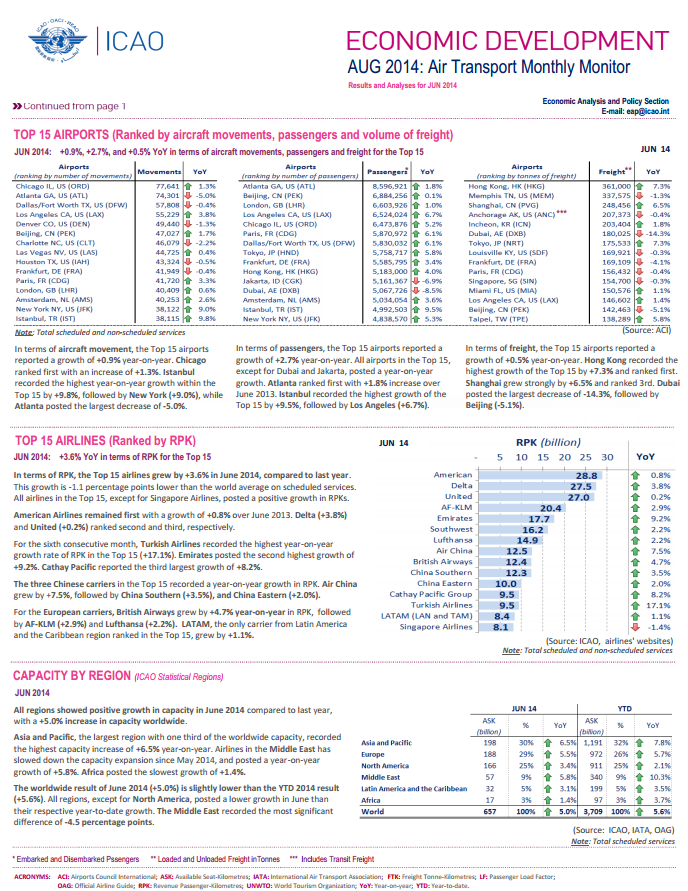 ICAO · OACI · ИКАО
ICAO
ECONOMIC DEVELOPMENT
AUG 2014: Air Transport Monthly Monitor
Results and Analyses for JUN 2014
Continued from page 1
Economic Analysis and Policy Section
E-mail: eap@icao.int
TOP 15 AIRPORTS (Ranked by aircraft movements, passengers and volume of freight)
JUN 2014: +0.9%, +2.7%, and +0.5% YoY in terms of aircraft movements, passengers and freight for the Top 15
JUN 14
Airports (ranking by number of movements) Movements YoY
Chicago IL, US (ORD) 77,641 1.3%
Atlanta GA, US (ATL) 74,301 -5.0%
Dallas/Fort Worth TX, US (DFW) 57,808 -0.4%
Los Angeles CA, US (LAX) 55,229 3.8%
Denver CO, US (DEN) 49,440 -1.3%
Beijing, CN (PEK) 47,027 1.7%
Charlotte NC, US (CLT) 46,079 -2.2%
Las Vegas NV, US (LAS) 44,725 0.4%
Houston TX, US (IAH) 43,324 -0.5%
Frankfurt, DE (FRA) 41,949 -0.4%
Paris, FR (CDG) 41,720 3.3%
London, GB (LHR) 40,409 0.6%
Amsterdam, NL (AMS) 40,253 2.6%
New York NY, US (JFK) 38,122 9.0%
Istanbul, TR (IST) 38,115 9.8%
Airports (ranking by number of passengers) Passengers* YoY
Atlanta GA, US (ATL) 8,596,921 1.8%
Beijing, CN (PEK) 6,884,256 0.1%
London, GB (LHR) 6,603,926 1.0%
Los Angeles CA, US (LAX) 6,524,024 6.7%
Chicago IL, US (ORD) 6,473,876 5.2%
Paris, FR (CDG) 5,870,972 6.1%
Dallas/Fort Worth TX, US (DFW) 5,830,032 6.1%
Tokyo, JP (HND) 5,758,717 5.8%
Frankfurt, DE (FRA) 5,585,795 3.4%
Hong Kong, HK (HKG) 5,183,000 4.0%
Jakarta, ID (CGK) 5,161,367 -6.9%
Dubai, AE (DXB) 5,067,726 -8.5%
Amsterdam, NL (AMS) 5,034,054 3.6%
Istanbul, TR (IST) 4,992,503 9.5%
New York NY, US (JFK) 4,838,570 5.3%
Airports (ranking by tonnes of freight) Freight** YoY
Hong Kong, HK (HKG) 361,000 7.3%
Memphis TN, US (MEM) 337,575 -1.3%
Shanghai, CN (PVG) 248,456 6.5%
Anchorage AK, US (ANC)*** 207,373 -0.4%
Incheon, KR (ICN) 203,404 1.8%
Dubai, AE (DXB) 180,025 -14.3%
Tokyo, JP (NRT) 175,533 7.3%
Louisville KY, US (SDF) 169,921 -0.3%
Frankfurt, DE (FRA) 169,109 -4.1%
Paris, FR (CDG) 156,432 -0.4%
Singapore, SG (SIN) 154,700 -0.3%
Miami FL, US (MIA) 150,576 1.1%
Los Angeles CA, US (LAX) 146,602 1.4%
Beijing, CN (PEK) 142,463 -5.1%
Taipei, TW (TPE) 138,289 5.8%
Note: Total scheduled and non-scheduled services
(Source: ACI)
In terms of aircraft movement, the Top 15 airports
reported a growth of +0.9% year-on-year. Chicago
ranked first with an increase of +1.3%. Istanbul
recorded the highest year-on-year growth within the
Top 15 by +9.8%, followed by New York (+9.0%), while
Atlanta posted the largest decrease of -5.0%.
In terms of passengers, the Top 15 airports reported a
growth of +2.7% year-on-year. All airports in the Top 15,
except for Dubai and Jakarta, posted a year-on-year
growth. Atlanta ranked first with +1.8% increase over
June 2013. Istanbul recorded the highest growth of the
Top 15 by +9.5%, followed by Los Angeles (+6.7%).
In terms of freight, the Top 15 airports reported a
growth of +0.5% year-on-year. Hong Kong recorded the
highest growth of the Top 15 by +7.3% and ranked first.
Shanghai grew strongly by +6.5% and ranked 3rd. Dubai
posted the largest decrease of -14.3%, followed by
Beijing (-5.1%).
TOP 15 AIRLINES (Ranked by RPK)
JUN 2014: +3.6% YoY in terms of RPK for the Top 15
In terms of RPK, the Top 15 airlines grew by +3.6% in June 2014, compared to last year.
This growth is -1.1 percentage points lower than the world average on scheduled services.
All airlines in the Top 15, except for Singapore Airlines, posted a positive growth in RPKs.
American Airlines remained first with a growth of +0.8% over June 2013. Delta (+3.8%)
and United (+0.2%) ranked second and third, respectively.
For the sixth consecutive month, Turkish Airlines recorded the highest year-on-year
growth rate of RPK in the Top 15 (+17.1%). Emirates posted the second highest growth of
+9.2%. Cathay Pacific reported the third largest growth of +8.2%.
The three Chinese carriers in the Top 15 recorded a year-on-year growth in RPK. Air China
grew by +7.5%, followed by China Southern (+3.5%), and China Eastern (+2.0%).
For the European carriers, British Airways grew by +4.7% year-on-year in RPK, followed
by AF-KLM (+2.9%) and Lufthansa (+2.2%). LATAM, the only carrier from Latin America
and the Caribbean region ranked in the Top 15, grew by +1.1%.
JUN 14
RPK (billion)
- 5 10 15 20 25 30 YoY
American 28.8 0.8%
Delta 27.5 3.8%
United 27.0 0.2%
AF-KLM 20.4 2.9%
Emirates 17.7 9.2%
Southwest 16.2 2.2%
Lufthansa 14.9 2.2%
Air China 12.5 7.5%
British Airways 12.4 4.7%
China Southern 12.3 3.5%
China Eastern 10.0 2.0%
Cathay Pacific Group 9.5 8.2%
Turkish Airlines 9.5 17.1%
LATAM (LAN and TAM) 8.4 1.1%
Singapore Airlines 8.1 -1.4%
(Source: ICAO, airlines' websites)
Note: Total scheduled and non-scheduled services
CAPACITY BY REGION (ICAO Statistical Regions)
JUN 2014
All regions showed positive growth in capacity in June 2014 compared to last year,
with a +5.0% increase in capacity worldwide.
Asia and Pacific, the largest region with one third of the worldwide capacity, recorded
the highest capacity increase of +6.5% year-on-year. Airlines in the Middle East has
slowed down the capacity expansion since May 2014, and posted a year-on-year
growth of +5.8%. Africa posted the slowest growth of +1.4%.
The worldwide result of June 2014 (+5.0%) is slightly lower than the YTD 2014 result
(+5.6%). All regions, except for North America, posted a lower growth in June than
their respective year-to-date growth. The Middle East recorded the most significant
difference of -4.5 percentage points.
JUN 14 YTD
ASK (billion) % YoY ASK (billion) % YoY
Asia and Pacific 198 30% 6.5% 1,191 32% 7.8%
Europe 188 29% 5.5% 972 26% 5.7%
North America 166 25% 3.4% 911 25% 2.1%
Middle East 57 9% 5.8% 340 9% 10.3%
Latin America and the Caribbean 32 5% 3.1% 199 5% 3.5%
Africa 17 3% 1.4% 97 3% 3.7%
World 657 100% 5.0% 3,709 100% 5.6%
(Source: ICAO, IATA, OAG)
Note: Total scheduled and non-scheduled services
* Embarked and Disembarked Passengers ** Loaded and Unloaded Freight in Tonnes *** Includes Transit Freight
ACRONYMS: ACI: Airports Council International; ASK: Available Seat-Kilometres; IATA: International Air Transport Association; FTK: Freight Tonne-Kilometres; LF: Passenger Load Factor;
OAG: Official Airline Guide; RPK: Revenue Passenger-Kilometres; UNWTO: World Tourism Organization; YoY: Year-on-year; YTD: Year-to-date.